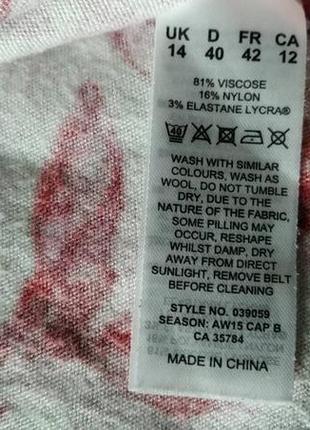 UK D FR CA
14 40 42 12
81% VISCOSE
16% NYLON
3% ELASTANE LYCRA®
40
WASH WITH SIMILAR
COLOURS, WASH AS
WOOL, DO NOT TUMBLE
DRY, DUE TO THE
NATURE OF THE FABRIC,
SOME PILLING MAY
OCCUR, RESHAPE
WHILST DAMP, DRY
AWAY FROM DIRECT
SUNLIGHT, REMOVE BELT
BEFORE CLEANING
STYLE NO. 039059
SEASON: AW15 CAP B
CA 35784
MADE IN CHINA